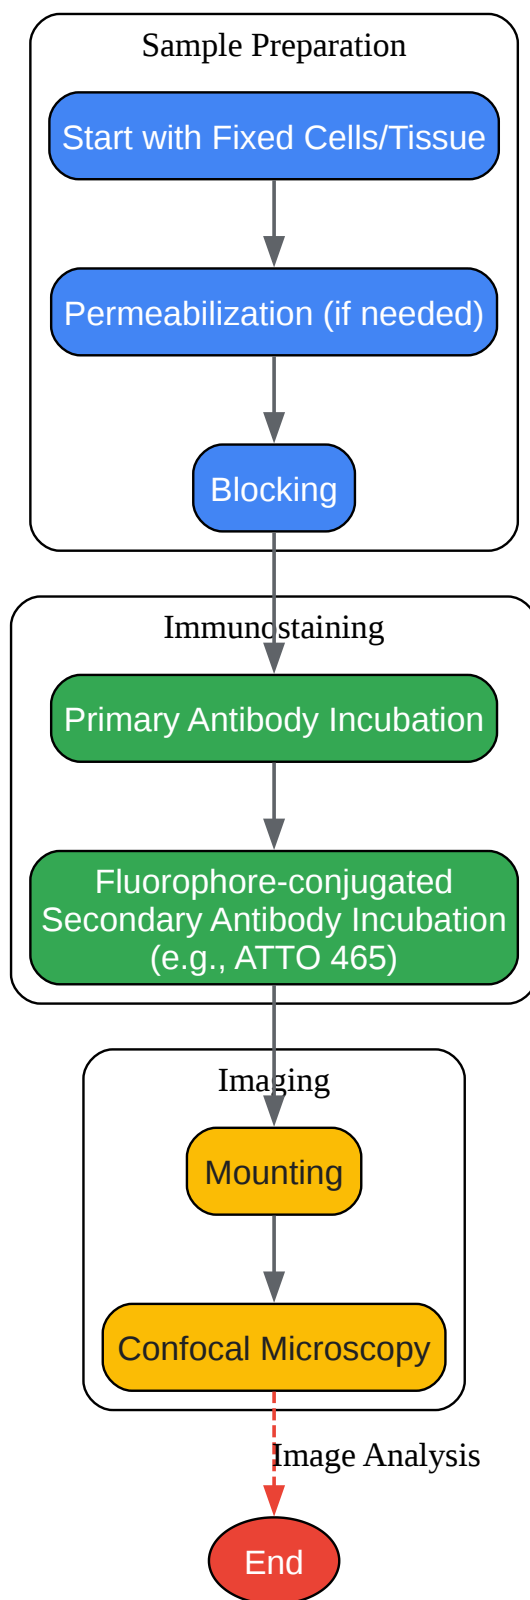 Sample Preparation
Start with Fixed Cells/Tissue
Permeabilization (if needed)
Blocking
Immunostaining
Primary Antibody Incubation
Fluorophore-conjugated
Secondary Antibody Incubation
(e.g., ATTO 465)
Imaging
Mounting
Confocal Microscopy
Image Analysis
End